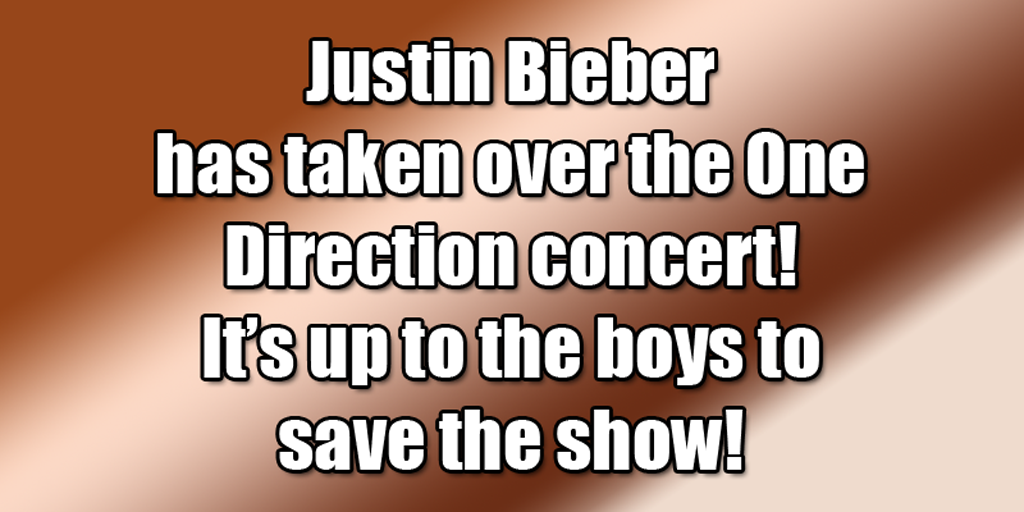 Justin Bieber
has taken over the One
Direction concert!
It’s up to the boys to
save the show!